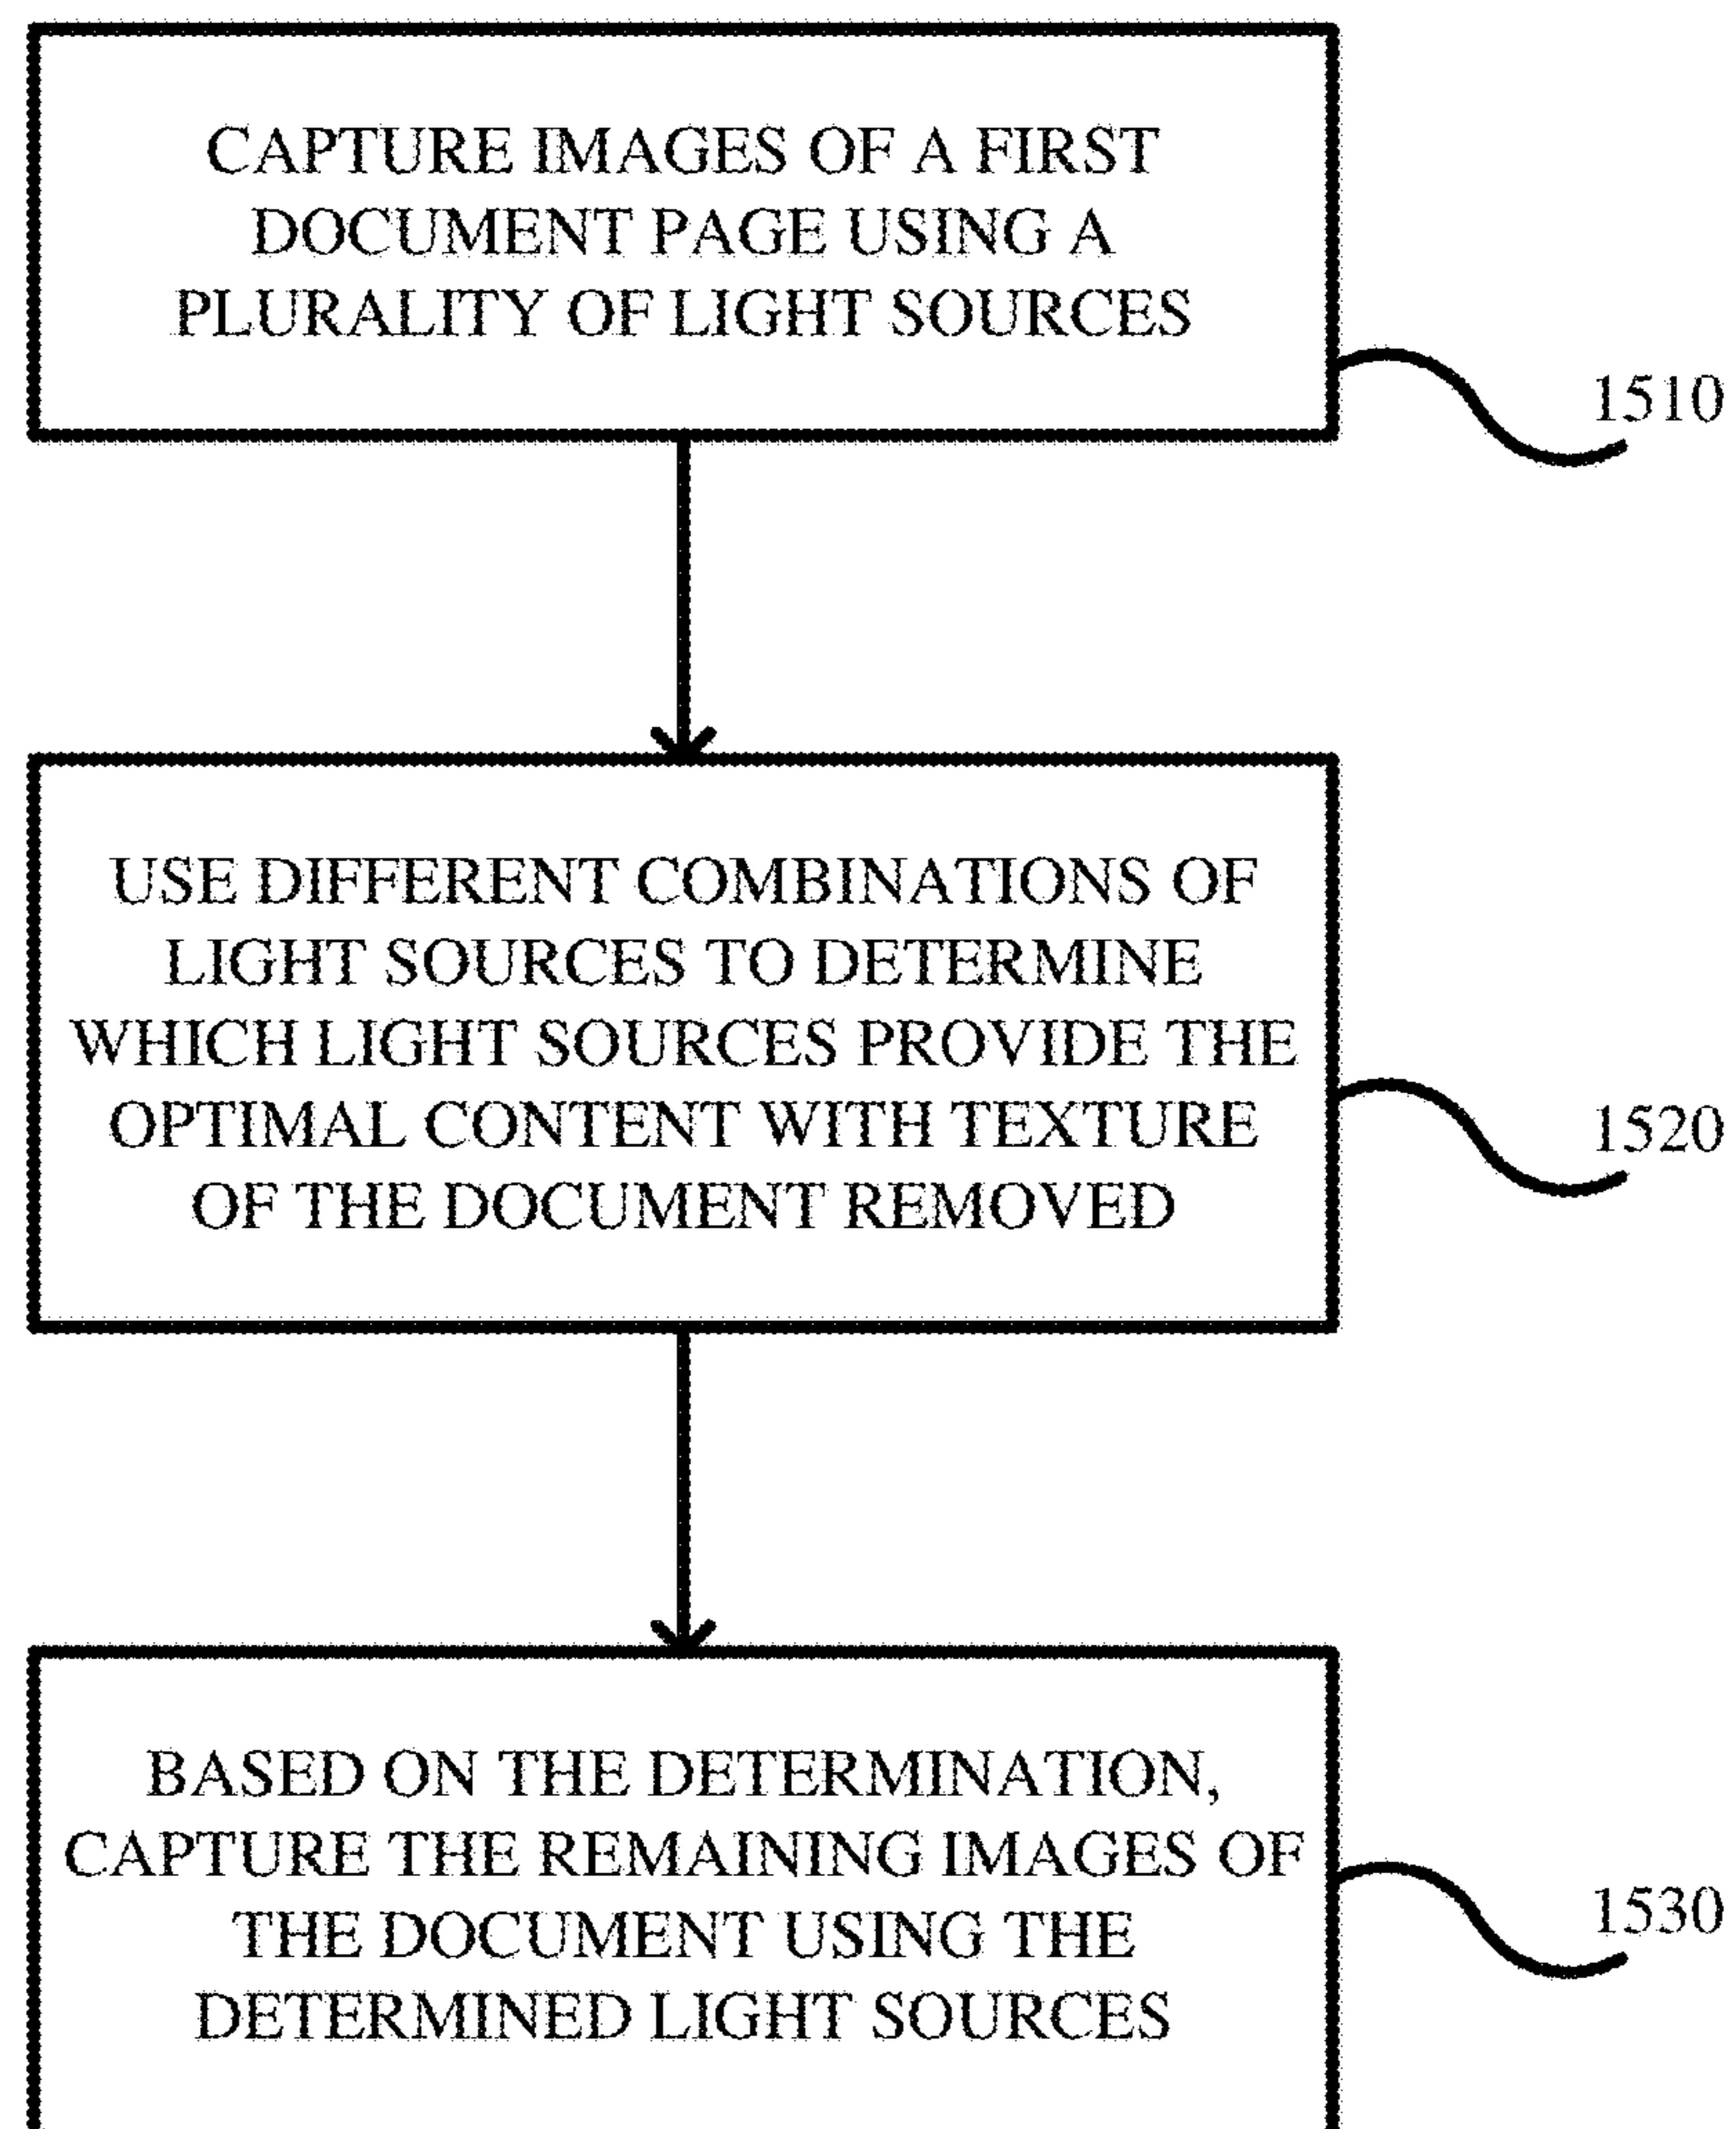 CAPTURE IMAGES OF A FIRST
DOCUMENT PAGE USING A
PLURALITY OF LIGHT SOURCES
1510
USE DIFFERENT COMBINATIONS OF
LIGHT SOURCES TO DETERMINE
WHICH LIGHT SOURCES PROVIDE THE
OPTIMAL CONTENT WITH TEXTURE
OF THE DOCUMENT REMOVED
1520
BASED ON THE DETERMINATION,
CAPTURE THE REMAINING IMAGES OF
THE DOCUMENT USING THE
DETERMINED LIGHT SOURCES
1530